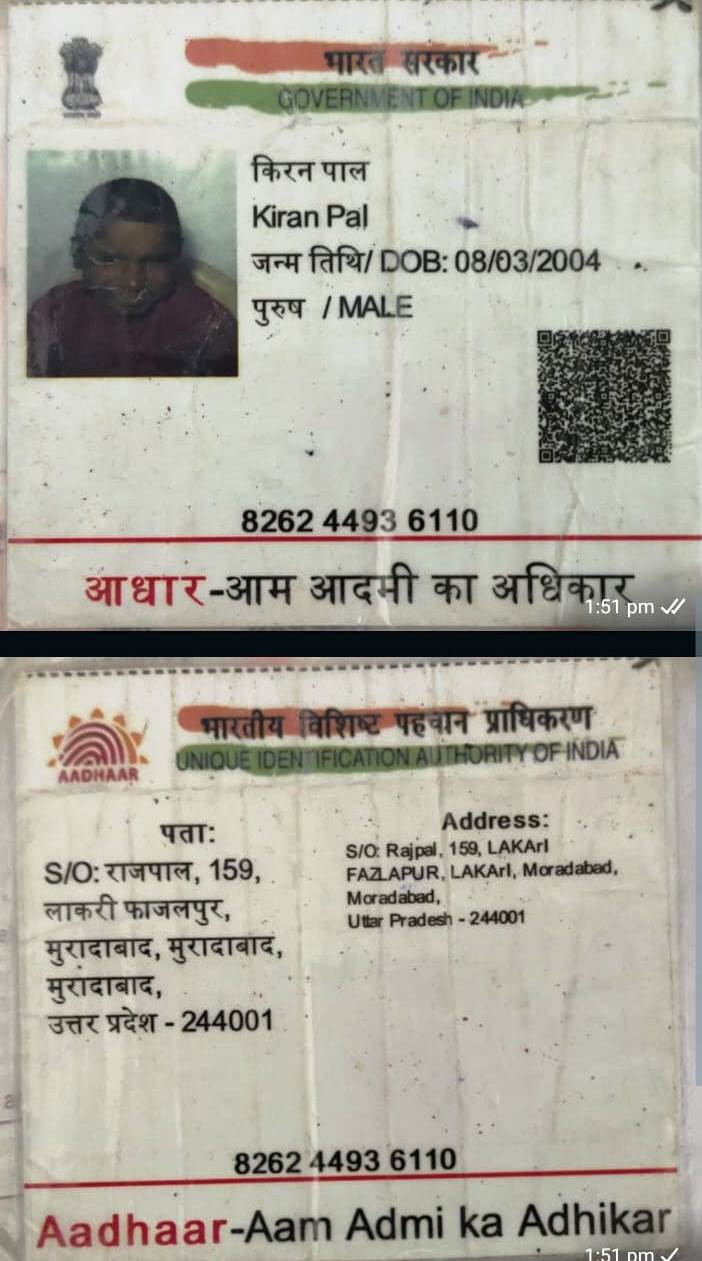 भारत सरकार
GOVERNMENT OF INDIA
किरन पाल
Kiran Pal
जन्म तिथि/ DOB: 08/03/2004
पुरुष / MALE
8262 4493 6110
आधार-आम आदमी का अधिकार
1:51 pm
भारतीय विशिष्ट पहचान प्राधिकरण
UNIQUE IDENTIFICATION AUTHORITY OF INDIA
AADHAAR
पता:
S/O: राजपाल, 159,
लाकरी फाजलपुर,
मुरादाबाद, मुरादाबाद,
मुरादाबाद,
उत्तर प्रदेश - 244001
Address:
S/O: Rajpal, 159, LAKArI
FAZLAPUR, LAKArI, Moradabad,
Moradabad,
Uttar Pradesh - 244001
8262 4493 6110
Aadhaar-Aam Admi ka Adhikar
1:51 pm